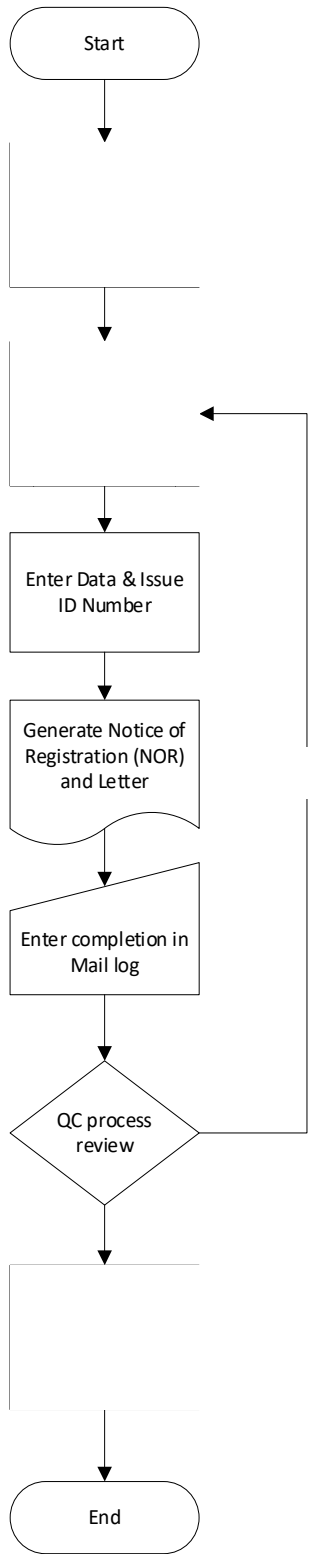 Start
Enter Data & Issue
ID Number
Generate Notice of
Registration (NOR)
and Letter
Enter completion in
Mail log
QC process
review
End